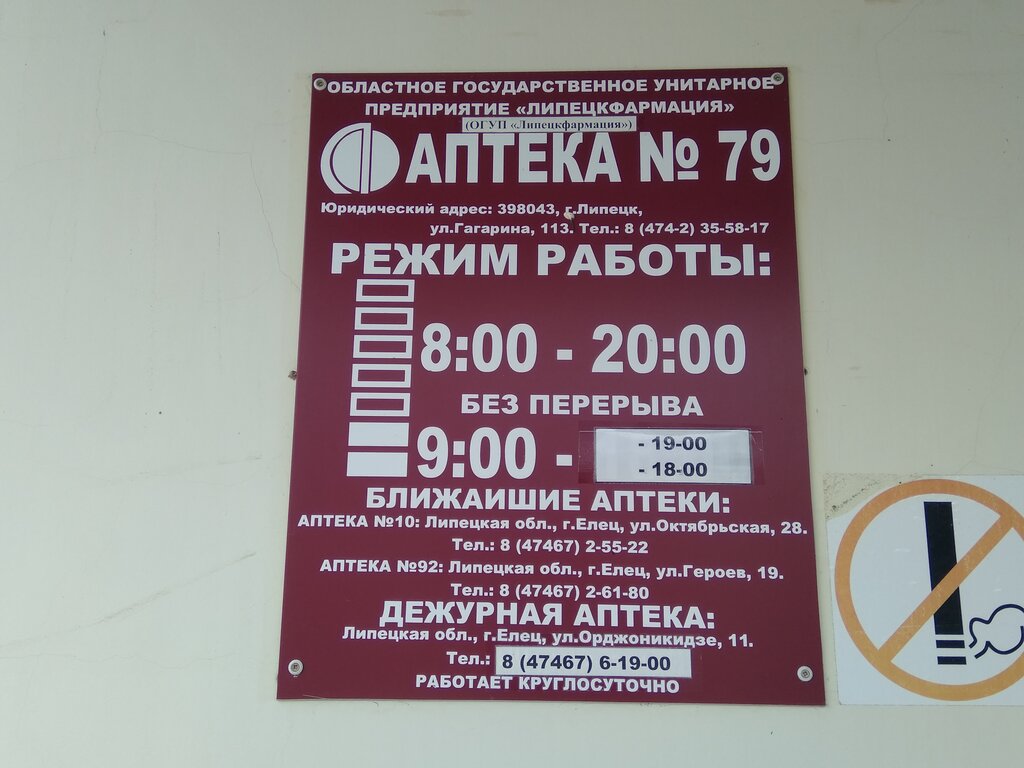 ОБЛАСТНОЕ ГОСУДАРСТВЕННОЕ УНИТАРНОЕ
ПРЕДПРИЯТИЕ «ЛИПЕЦКФАРМАЦИЯ»
(ОГУП «Липецкфармация»)
АПТЕКА № 79
Юридический адрес: 398043, г.Липецк,
ул.Гагарина, 113. Тел.: 8 (474-2) 35-58-17
РЕЖИМ РАБОТЫ:
8:00 - 20:00
БЕЗ ПЕРЕРЫВА
9:00 - - 19-00
- 18-00
БЛИЖАИШИЕ АПТЕКИ:
АПТЕКА №10: Липецкая обл., г.Елец, ул.Октябрьская, 28.
Тел.: 8 (47467) 2-55-22
АПТЕКА №92: Липецкая обл., г.Елец, ул.Героев, 19.
Тел.: 8 (47467) 2-61-80
ДЕЖУРНАЯ АПТЕКА:
Липецкая обл., г.Елец, ул.Орджоникидзе, 11.
Тел.: 8 (47467) 6-19-00
РАБОТАЕТ КРУГЛОСУТОЧНО